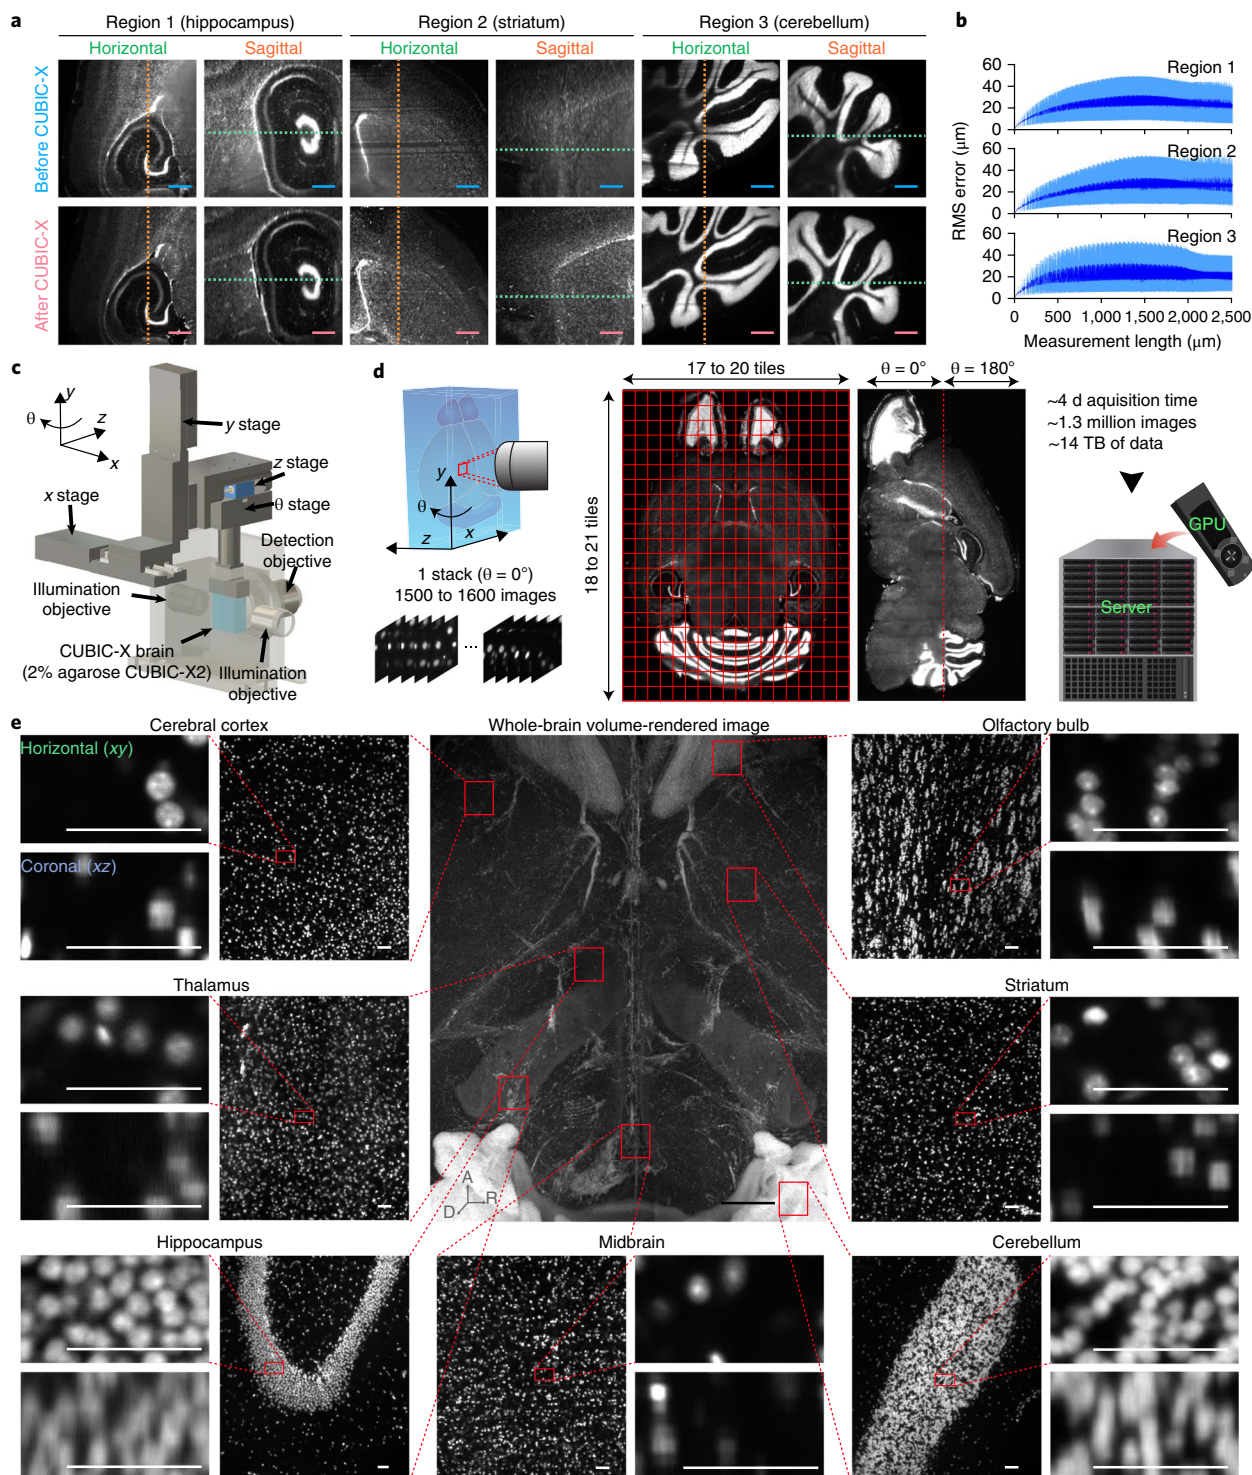 a
Region 1 (hippocampus)
Region 2 (striatum)
Region 3 (cerebellum)
Horizontal
Sagittal
Horizontal
Sagittal
Horizontal
Sagittal
Before CUBIC-X
After CUBIC-X
b
60
Region 1
40
20
0
60
Region 2
40
20
0
60
Region 3
40
20
0
RMS error (μm)
0
500
1,000
1,500
2,000
2,500
Measurement length (μm)
c
y
θ
z
x
y stage
z stage
x stage
θ stage
Detection
objective
Illumination
objective
CUBIC-X brain
(2% agarose CUBIC-X2)
Illumination
objective
d
y
θ
x
z
1 stack (θ = 0°)
1500 to 1600 images
...
17 to 20 tiles
18 to 21 tiles
θ = 0°
θ = 180°
~4 d aquisition time
~1.3 million images
~14 TB of data
GPU
Server
e
Cerebral cortex
Whole-brain volume-rendered image
Olfactory bulb
Horizontal (xy)
Coronal (xz)
Thalamus
Striatum
A
R
D
Hippocampus
Midbrain
Cerebellum